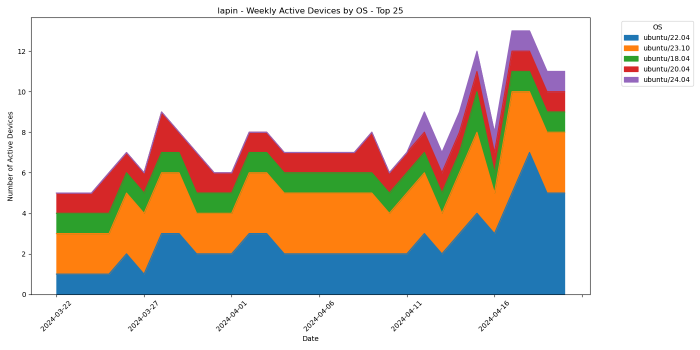 lapin - Weekly Active Devices by OS - Top 25
Number of Active Devices
12
10
8
6
4
2
0
2024-03-22
2024-03-27
2024-04-01
2024-04-06
2024-04-11
2024-04-16
Date
OS
ubuntu/22.04
ubuntu/23.10
ubuntu/18.04
ubuntu/20.04
ubuntu/24.04